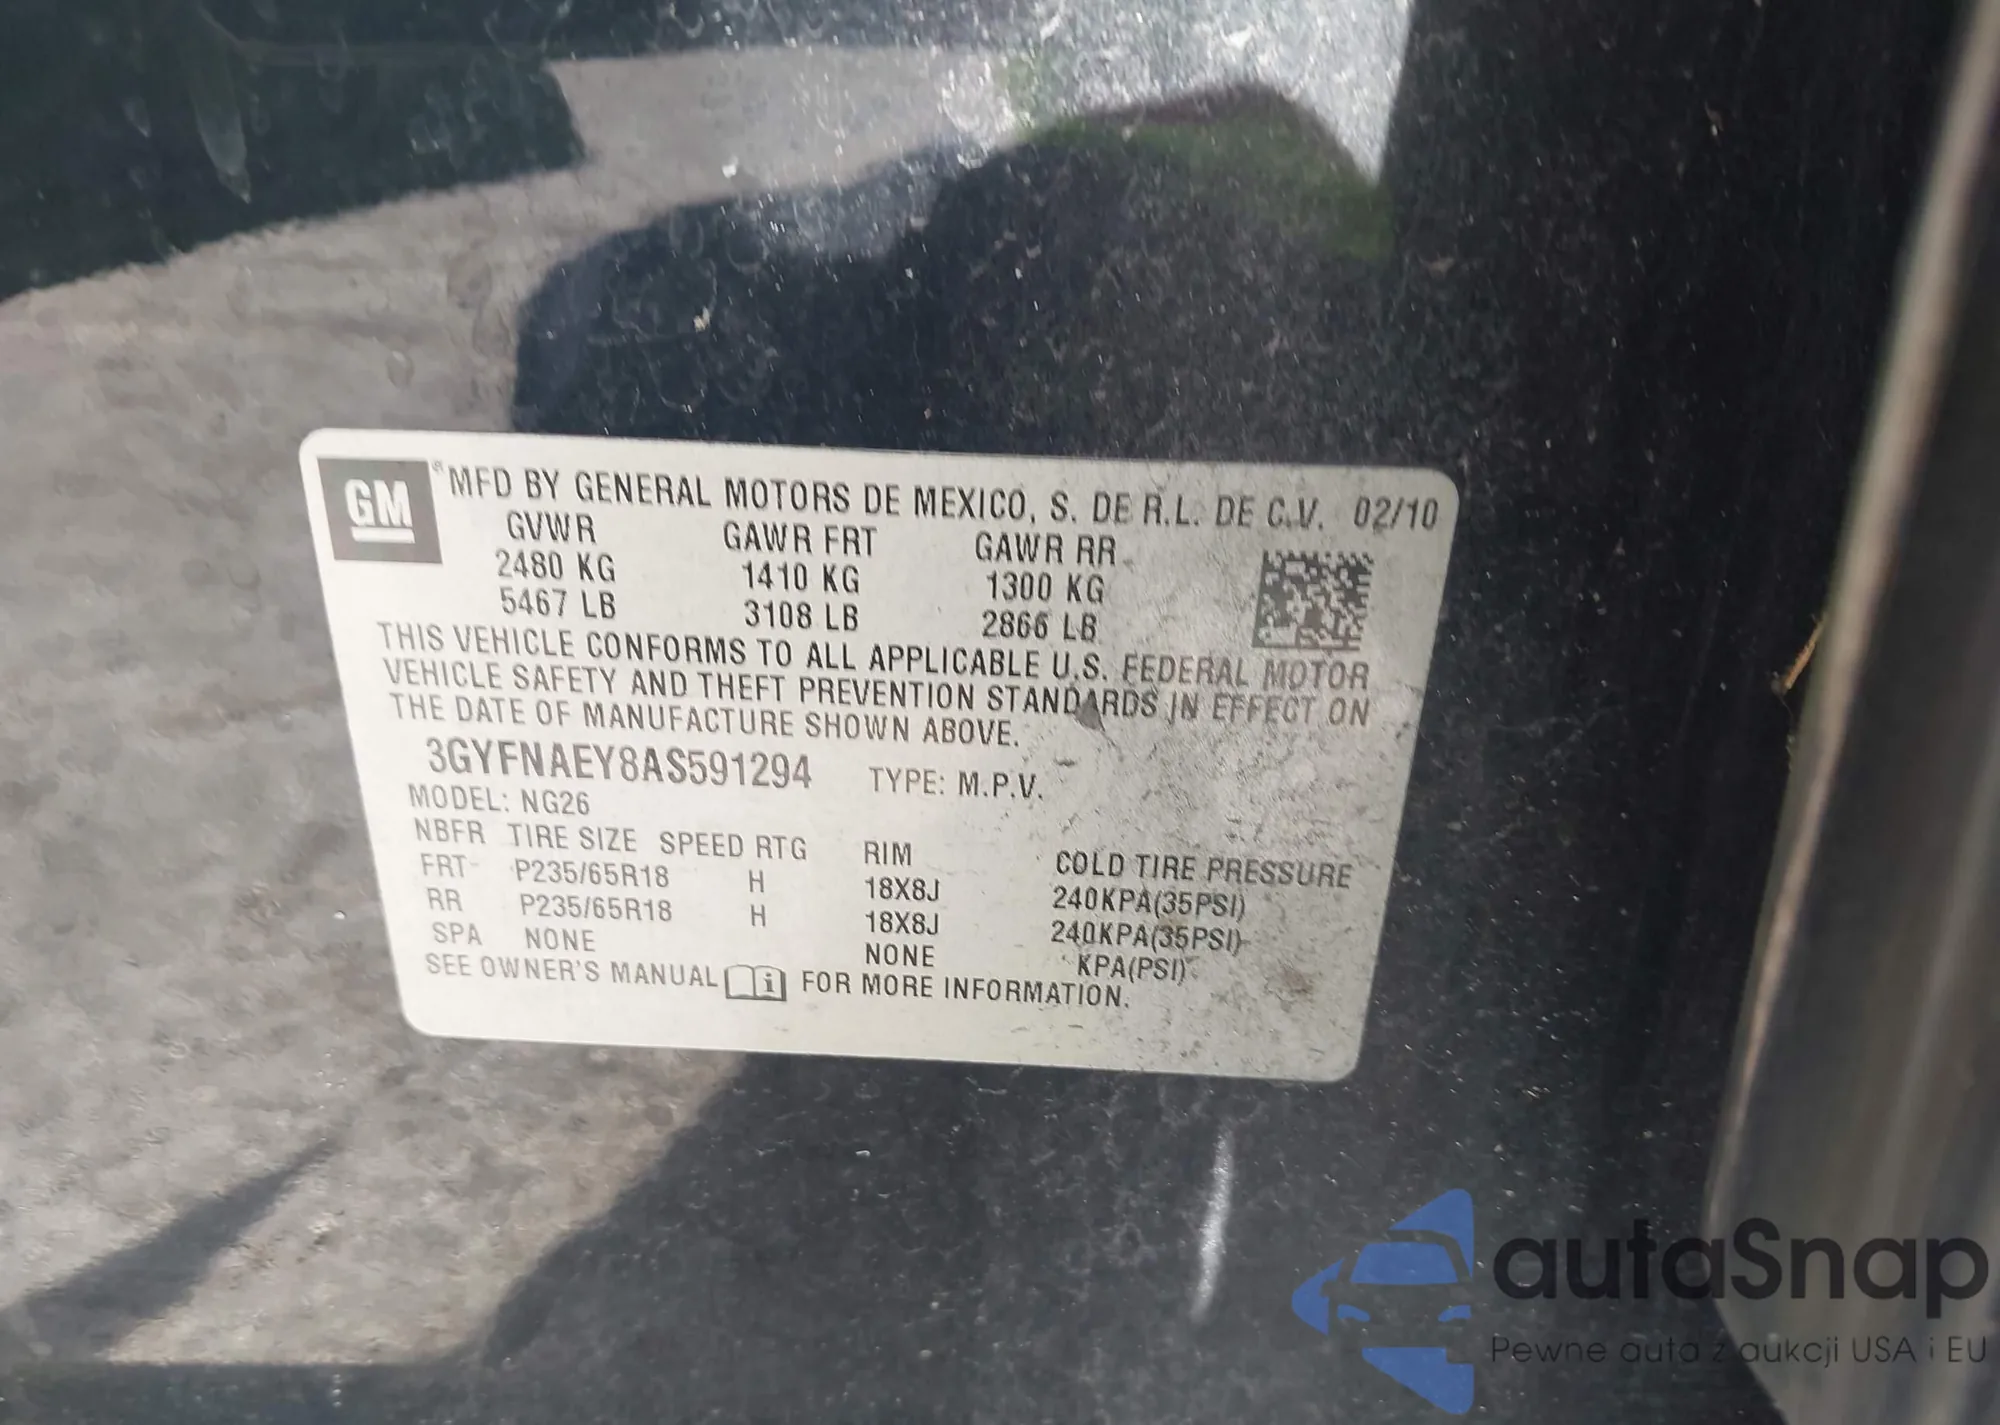 GM
® MFD BY GENERAL MOTORS DE MEXICO, S. DE R.L. DE C.V. 02/10
GVWR GAWR FRT GAWR RR
2480 KG 1410 KG 1300 KG
5467 LB 3108 LB 2866 LB
THIS VEHICLE CONFORMS TO ALL APPLICABLE U.S. FEDERAL MOTOR
VEHICLE SAFETY AND THEFT PREVENTION STANDARDS IN EFFECT ON
THE DATE OF MANUFACTURE SHOWN ABOVE.
3GYFNAEY8AS591294 TYPE: M.P.V.
MODEL: NG26
NBFR TIRE SIZE SPEED RTG RIM COLD TIRE PRESSURE
FRT P235/65R18 H 18X8J 240KPA(35PSI)
RR P235/65R18 H 18X8J 240KPA(35PSI)
SPA NONE NONE KPA(PSI)
SEE OWNER'S MANUAL i FOR MORE INFORMATION.
autaSnap
Pewne auta z aukcji USA i EU